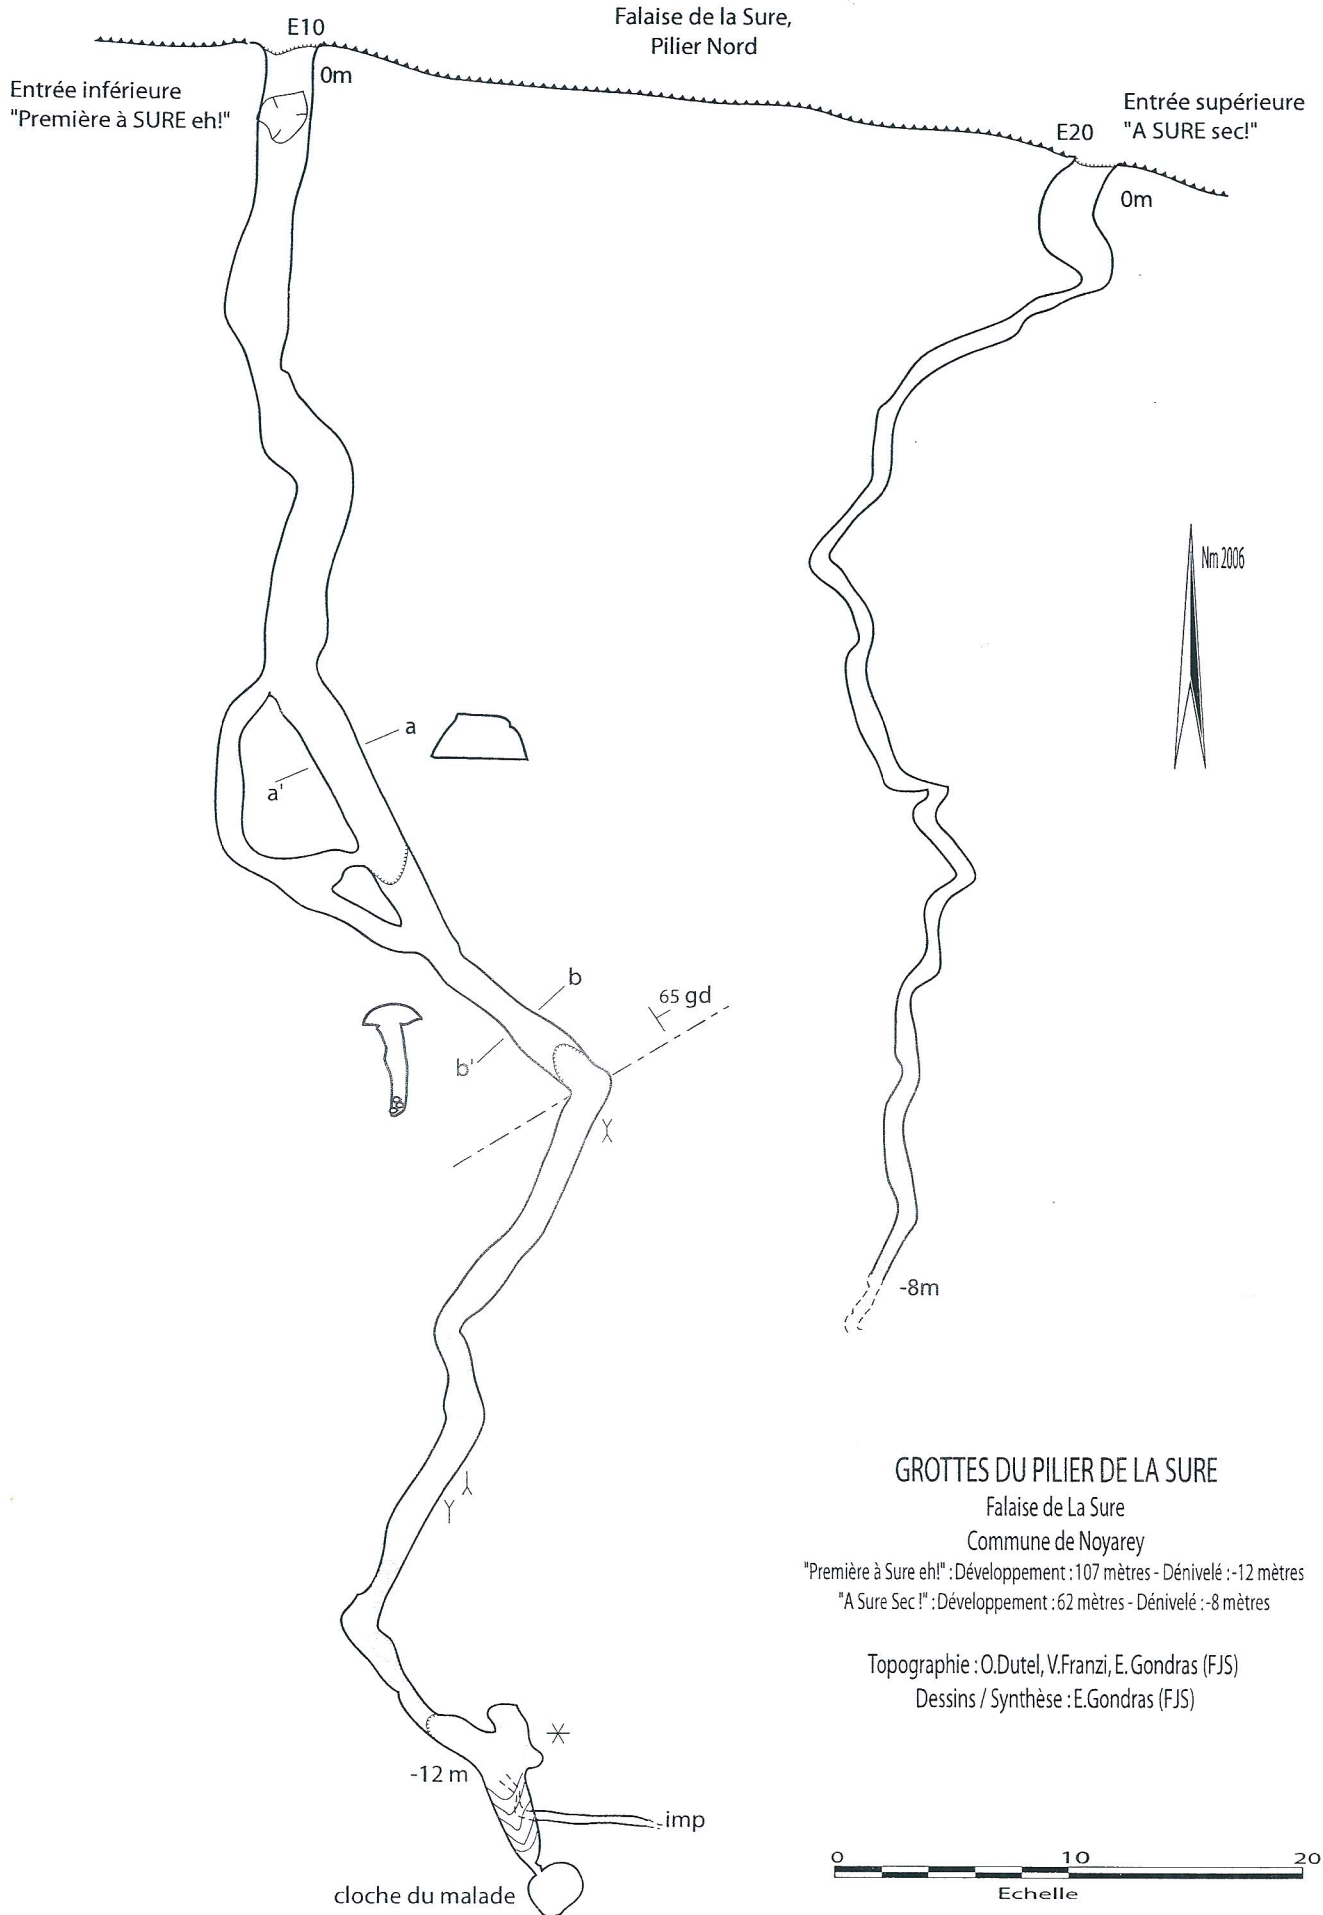 Falaise de la Sure,
Pilier Nord
E10
0m
Entrée inférieure
"Première à SURE eh!"
Entrée supérieure
"A SURE sec!"
E20
0m
Nm 2006
a
a'
b
b'
65 gd
-8m
-12 m
imp
cloche du malade
GROTTES DU PILIER DE LA SURE
Falaise de La Sure
Commune de Noyarey
"Première à Sure eh!" : Développement : 107 mètres - Dénivelé : -12 mètres
"A Sure Sec !" : Développement : 62 mètres - Dénivelé : -8 mètres
Topographie : O.Dutel, V.Franzi, E. Gondras (FJS)
Dessins / Synthèse : E.Gondras (FJS)
0 10 20
Echelle